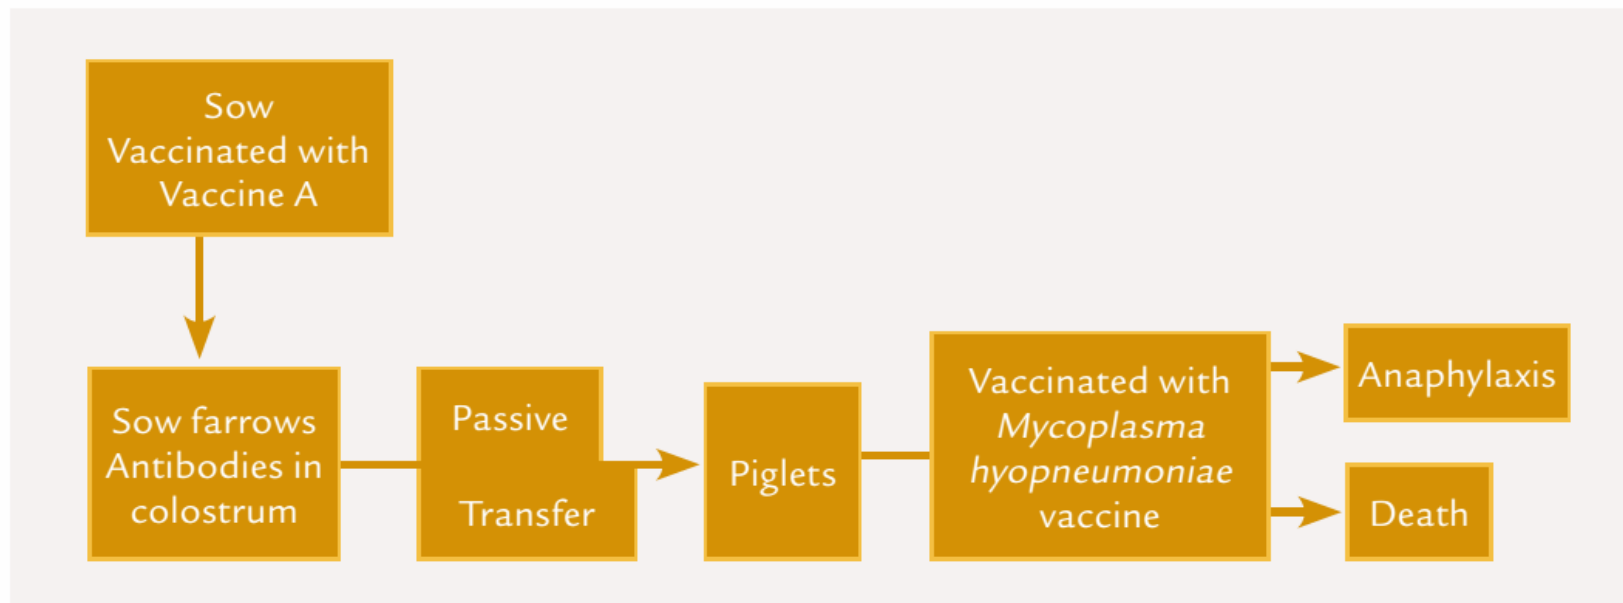 Sow
Vaccinated with
Vaccine A
Sow farrows
Antibodies in
colostrum
Passive
Transfer
Piglets
Vaccinated with
Mycoplasma
hyopneumoniae
vaccine
Anaphylaxis
Death